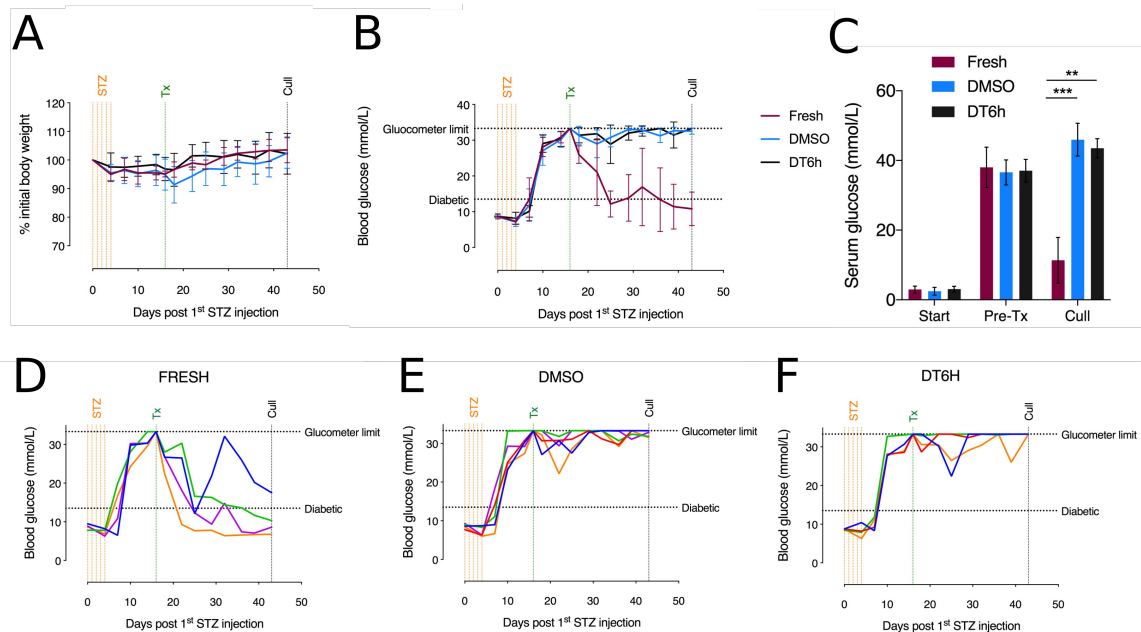 A
STZ
Tx
Cull
120
110
100
90
80
70
% initial body weight
0 10 20 30 40 50
Days post 1st STZ injection
B
STZ
Tx
Cull
40
Glucometer limit
30
20
Diabetic
10
0
Blood glucose (mmol/L)
0 10 20 30 40 50
Days post 1st STZ injection
Fresh
DMSO
DT6h
C
Fresh
DMSO
DT6h
**
***
60
40
20
0
Serum glucose (mmol/L)
Start Pre-Tx Cull
D
FRESH
STZ
Tx
Cull
Glucometer limit
30
20
Diabetic
10
0
Blood glucose (mmol/L)
0 10 20 30 40 50
Days post 1st STZ injection
E
DMSO
STZ
Tx
Cull
Glucometer limit
30
20
Diabetic
10
0
Blood glucose (mmol/L)
0 10 20 30 40 50
Days post 1st STZ injection
F
DT6H
STZ
Tx
Cull
Glucometer limit
30
20
Diabetic
10
0
Blood glucose (mmol/L)
0 10 20 30 40 50
Days post 1st STZ injection